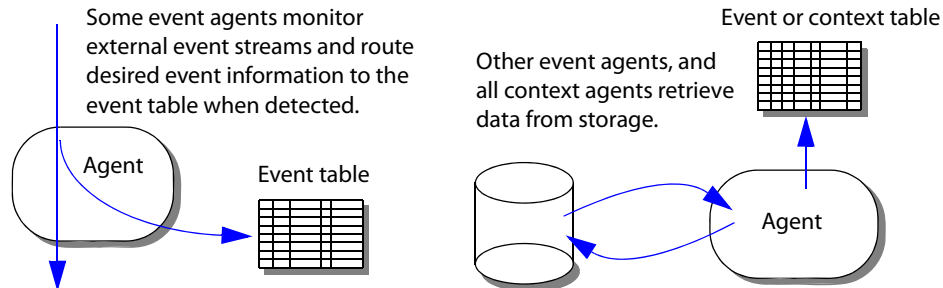 Some event agents monitor
external event streams and route
desired event information to the
event table when detected.
Agent
Event table
Event or context table
Other event agents, and
all context agents retrieve
data from storage.
Agent